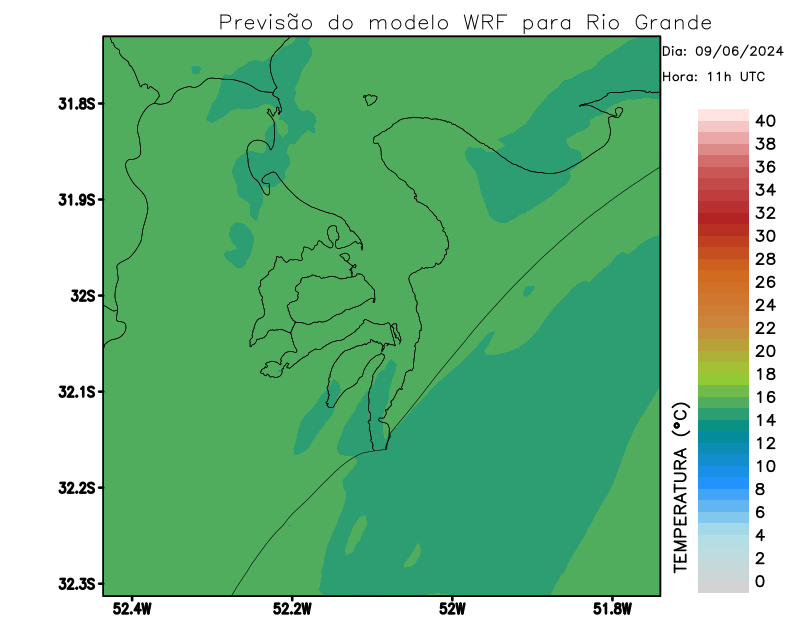 Previsão do modelo WRF para Rio Grande
Dia: 09/06/2024
Hora: 11h UTC
31.8S
31.9S
32S
32.1S
32.2S
32.3S
52.4W
52.2W
52W
51.8W
TEMPERATURA (°C)
40
38
36
34
32
30
28
26
24
22
20
18
16
14
12
10
8
6
4
2
0